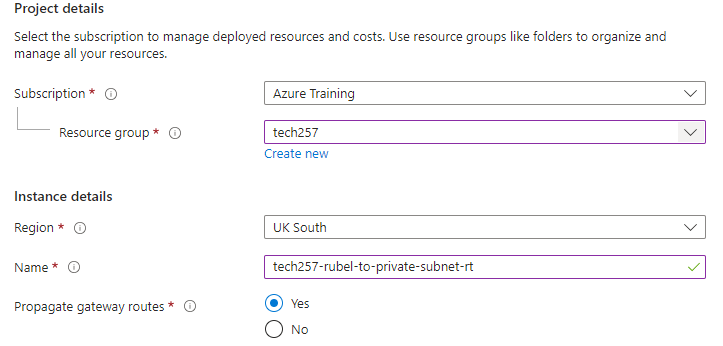 Project details
Select the subscription to manage deployed resources and costs. Use resource groups like folders to organize and
manage all your resources.
Subscription *
Azure Training
Resource group *
tech257
Create new
Instance details
Region *
UK South
Name *
tech257-rubel-to-private-subnet-rt
Propagate gateway routes *
Yes
No